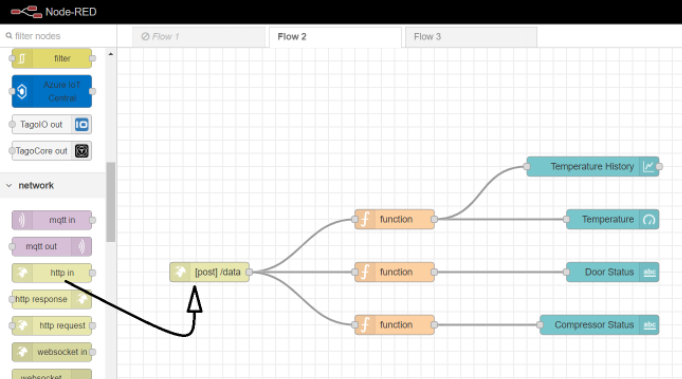 Node-RED
filter nodes
Flow 1
Flow 2
Flow 3
filter
Azure IoT
Central
TagoIO out
TagoCore out
network
mqtt in
mqtt out
http in
http response
http request
websocket in
websocket
[post] /data
function
function
function
Temperature History
Temperature
Door Status
abc
Compressor Status
abc